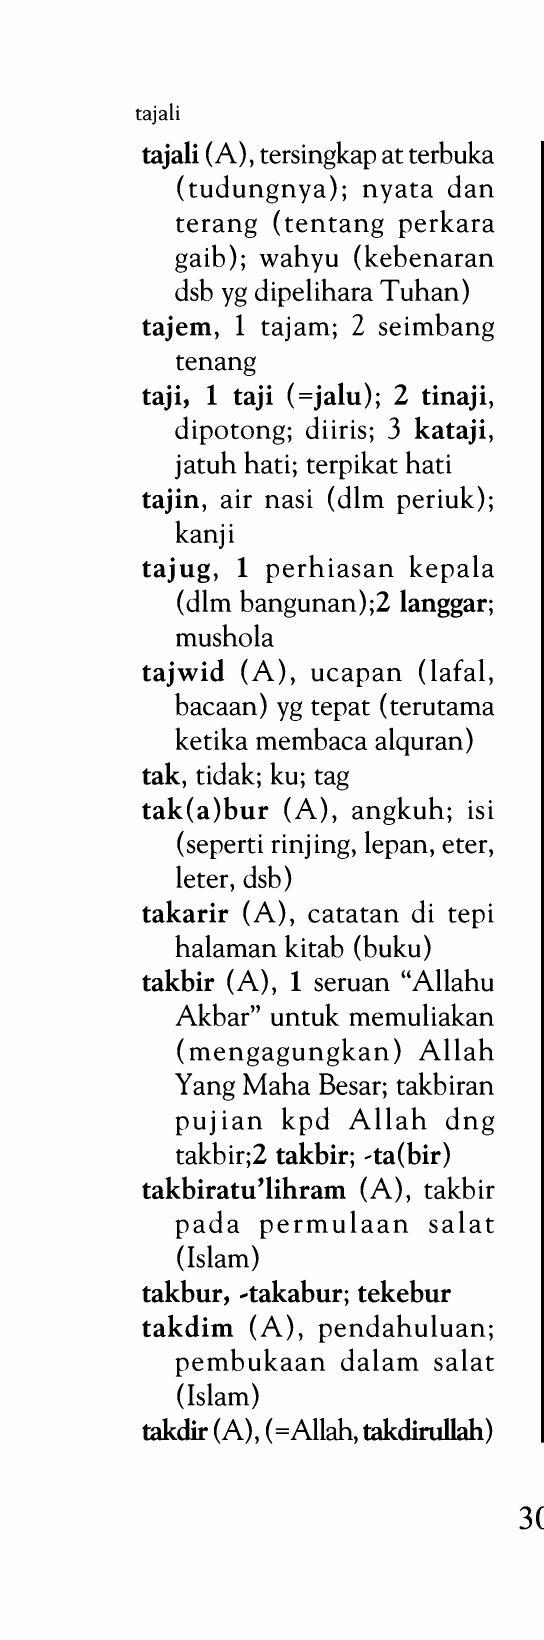 tajali
tajali (A), tersingkap at terbuka
(tudungnya); nyata dan
terang (tentang perkara
gaib); wahyu (kebenaran
dsb yg dipelihara Tuhan)
tajem, 1 tajam; 2 seimbang
tenang
taji, 1 taji (=jalu); 2 tinaji,
dipotong; diiris; 3 kataji,
jatuh hati; terpikat hati
tajin, air nasi (dlm periuk);
kanji
tajug, 1 perhiasan kepala
(dlm bangunan);2 langgar;
mushola
tajwid (A), ucapan (lafal,
bacaan) yg tepat (terutama
ketika membaca alquran)
tak, tidak; ku; tag
tak(a)bur (A), angkuh; isi
(seperti rinjing, lepan, eter,
leter, dsb)
takarir (A), catatan di tepi
halaman kitab (buku)
takbir (A), 1 seruan “Allahu
Akbar” untuk memuliakan
(mengagungkan) Allah
Yang Maha Besar; takbiran
pujian kpd Allah dng
takbir;2 takbir; -ta(bir)
takbiratu’lihram (A), takbir
pada permulaan salat
(Islam)
takbur, -takabur; tekebur
takdim (A), pendahuluan;
pembukaan dalam salat
(Islam)
takdir (A), (=Allah, takdirullah)
30